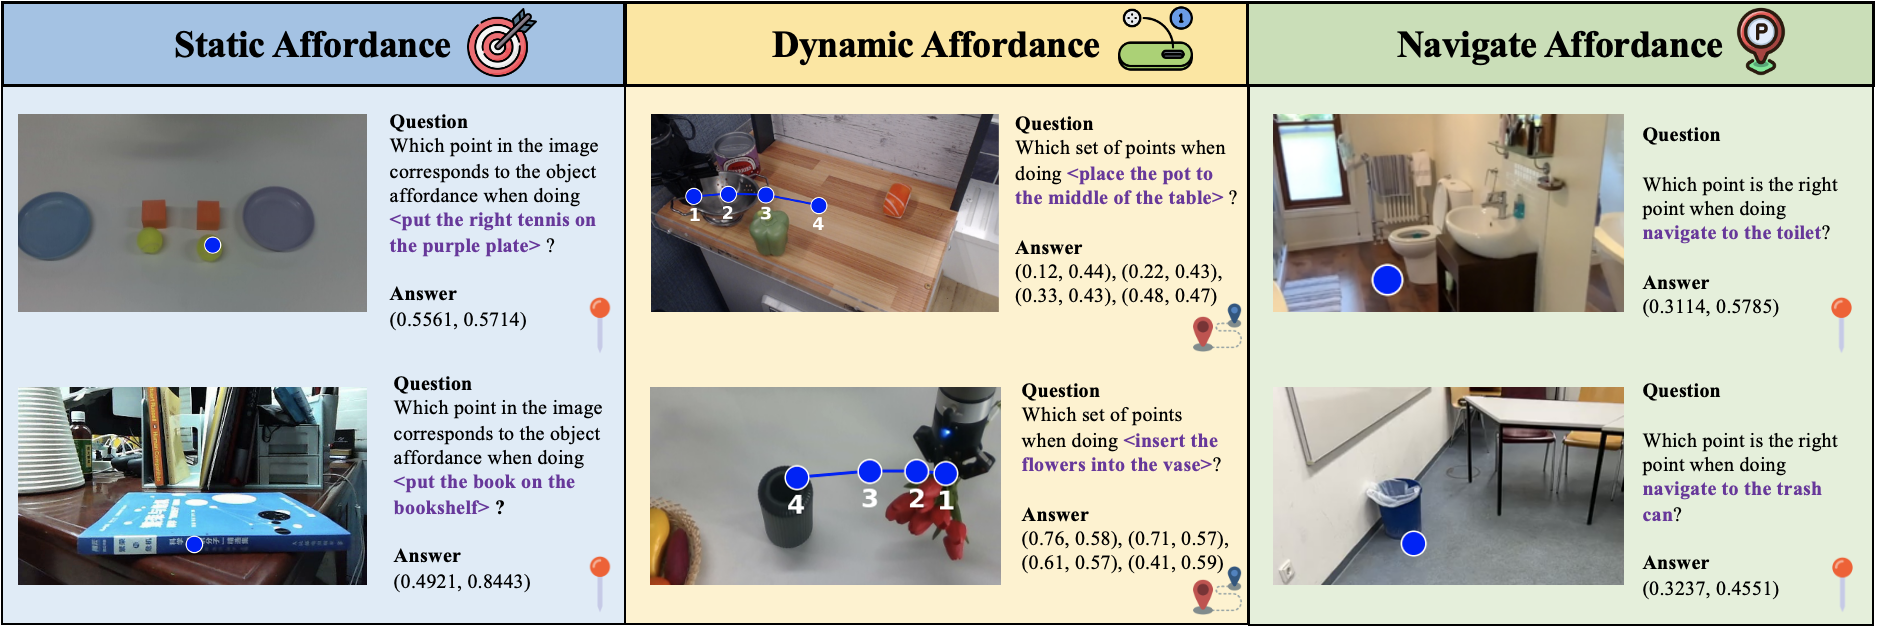 Static Affordance
Question
Which point in the image
corresponds to the object
affordance when doing
<put the right tennis on
the purple plate> ?
Answer
(0.5561, 0.5714)
Question
Which point in the image
corresponds to the object
affordance when doing
<put the book on the
bookshelf> ?
Answer
(0.4921, 0.8443)
Dynamic Affordance
1
1
2
3
4
Question
Which set of points when
doing <place the pot to
the middle of the table> ?
Answer
(0.12, 0.44), (0.22, 0.43),
(0.33, 0.43), (0.48, 0.47)
4
3
2
1
Question
Which set of points
when doing <insert the
flowers into the vase>?
Answer
(0.76, 0.58), (0.71, 0.57),
(0.61, 0.57), (0.41, 0.59)
Navigate Affordance
P
Question
Which point is the right
point when doing
navigate to the toilet?
Answer
(0.3114, 0.5785)
Question
Which point is the right
point when doing
navigate to the trash
can?
Answer
(0.3237, 0.4551)